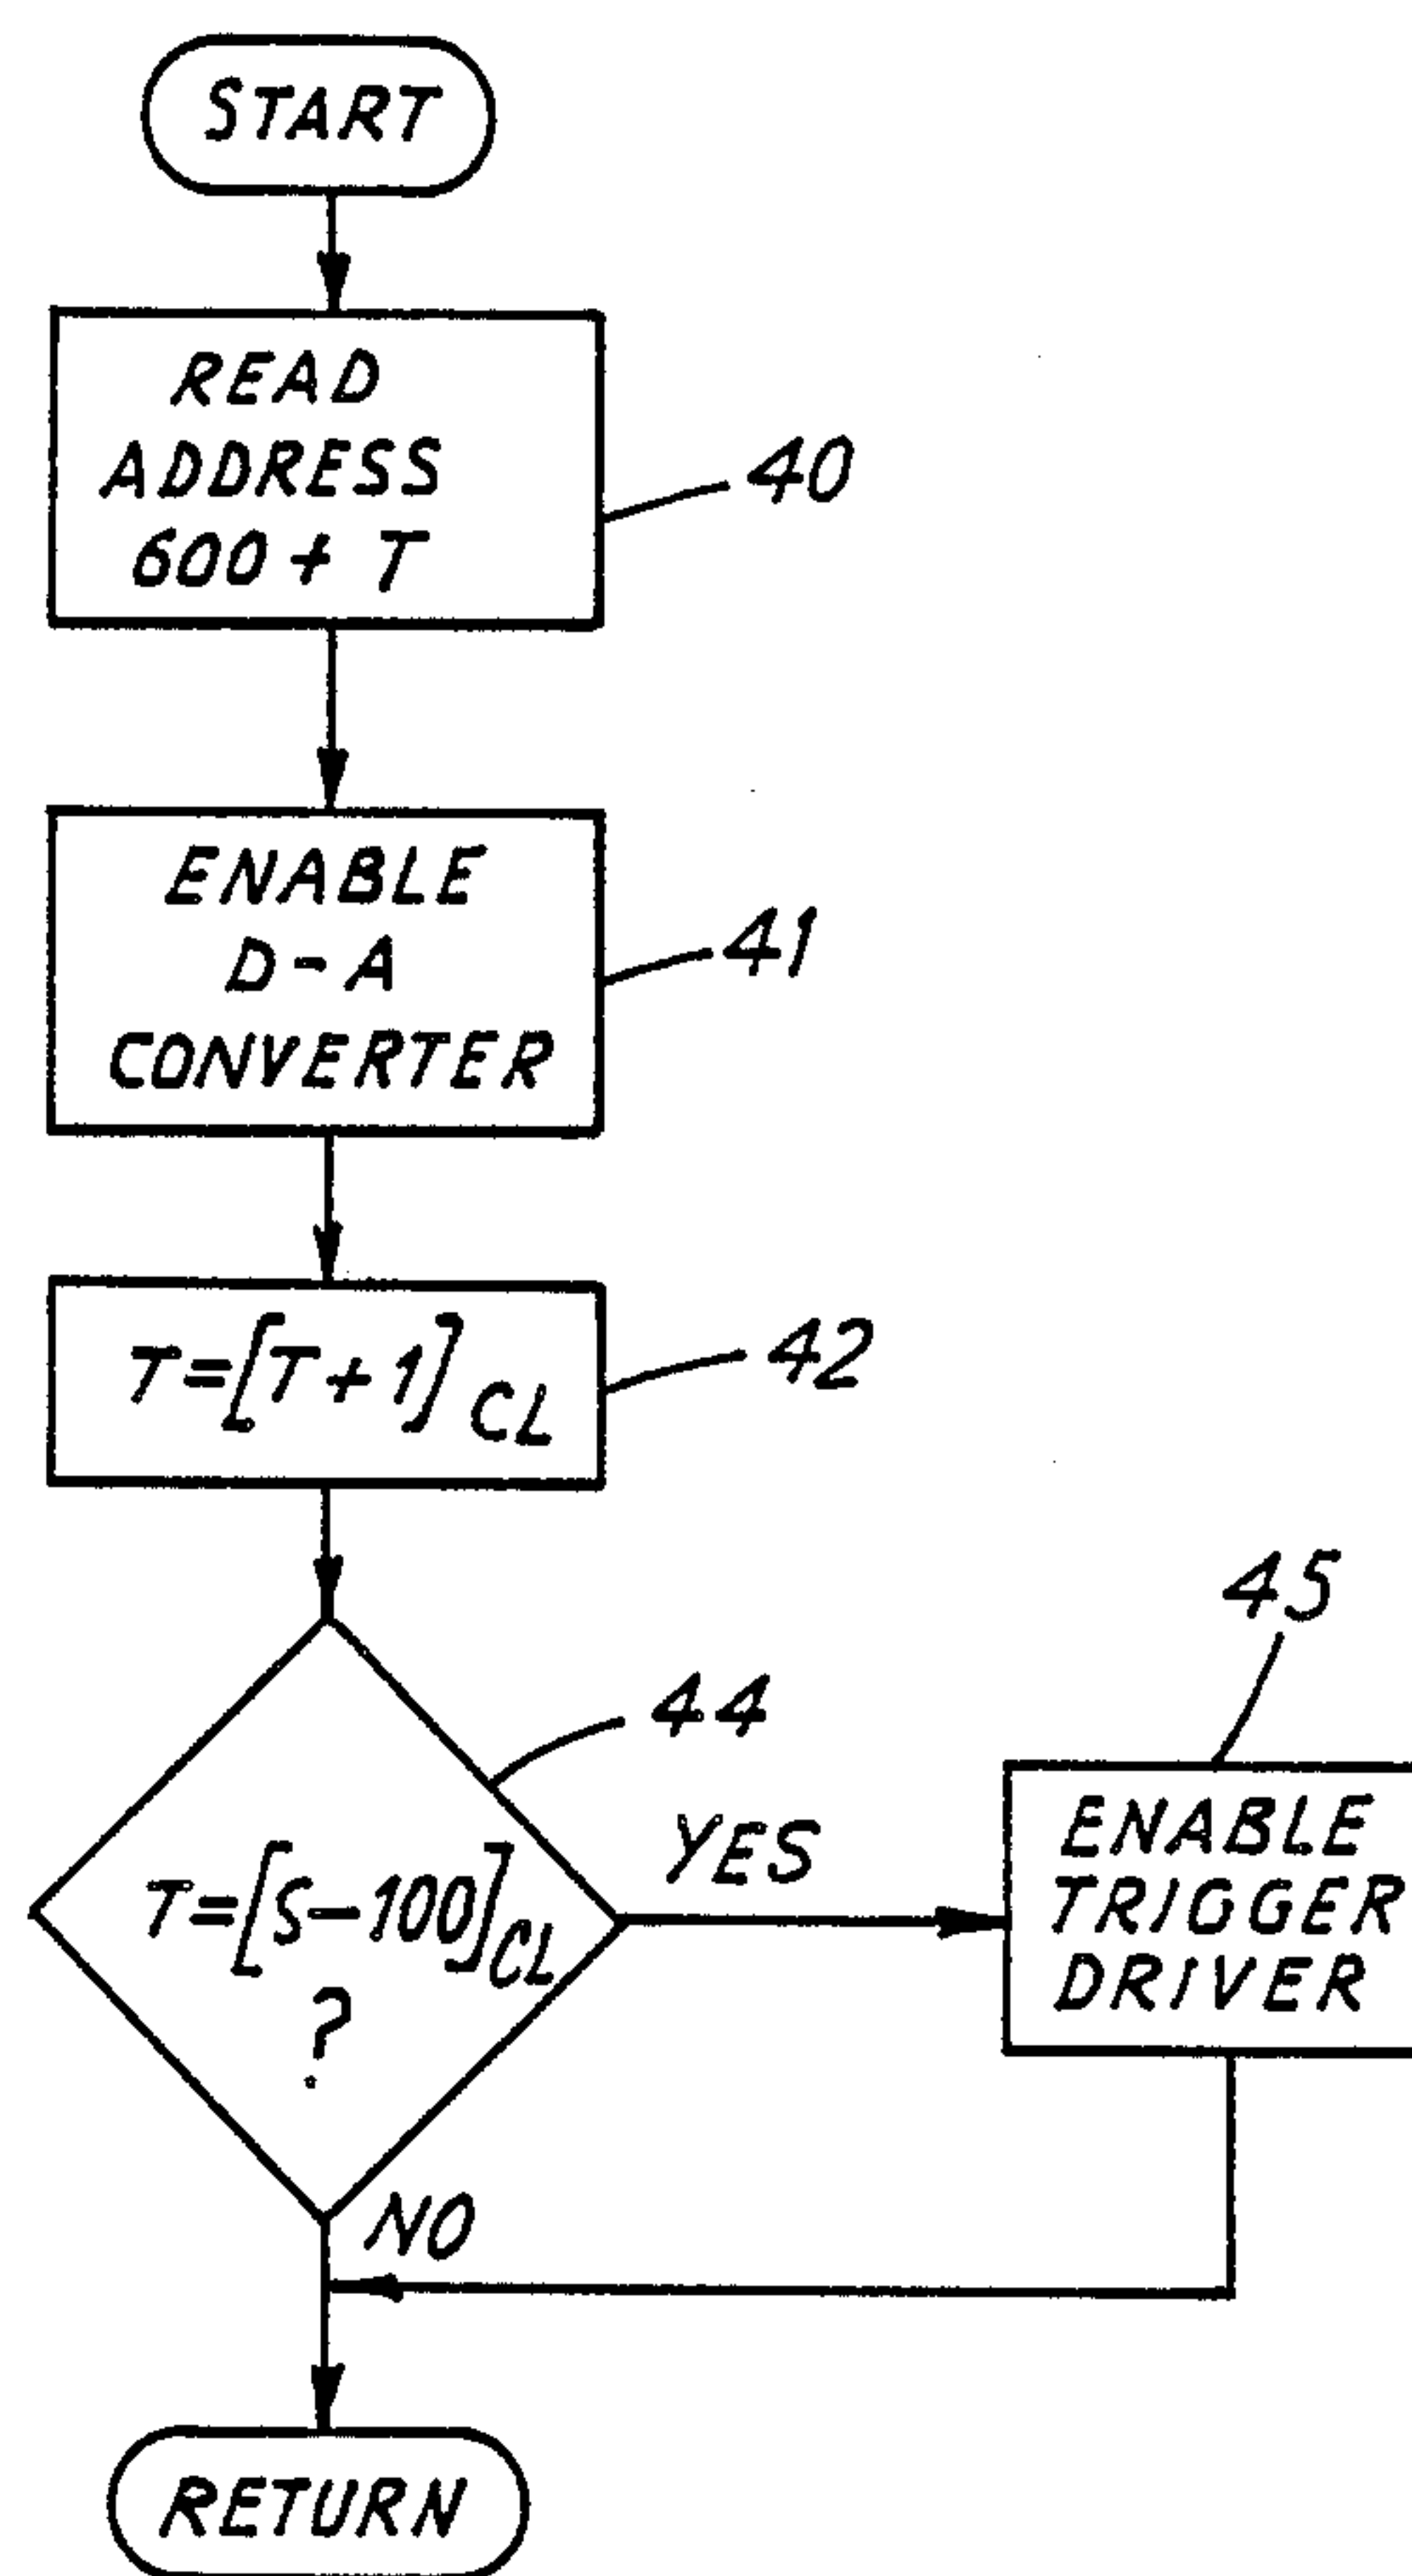 START
READ
ADDRESS
600 + T
40
ENABLE
D-A
CONVERTER
41
T=[T+1]CL
42
44
T=[S-100]CL
?
YES
45
ENABLE
TRIGGER
DRIVER
NO
RETURN